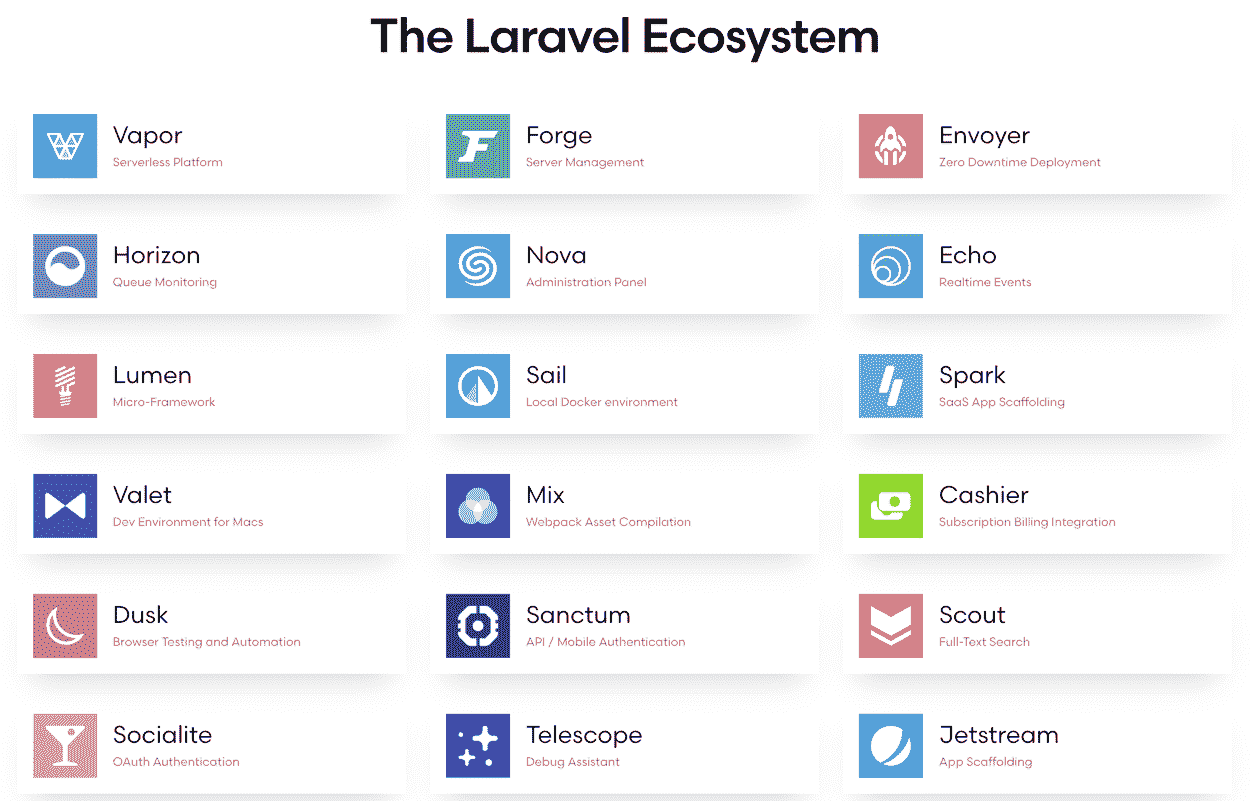 The Laravel Ecosystem
Vapor
Serverless Platform
Forge
Server Management
Envoyer
Zero Downtime Deployment
Horizon
Queue Monitoring
Nova
Administration Panel
Echo
Realtime Events
Lumen
Micro-Framework
Sail
Local Docker environment
Spark
SaaS App Scaffolding
Valet
Dev Environment for Macs
Mix
Webpack Asset Compilation
Cashier
Subscription Billing Integration
Dusk
Browser Testing and Automation
Sanctum
API / Mobile Authentication
Scout
Full-Text Search
Socialite
OAuth Authentication
Telescope
Debug Assistant
Jetstream
App Scaffolding